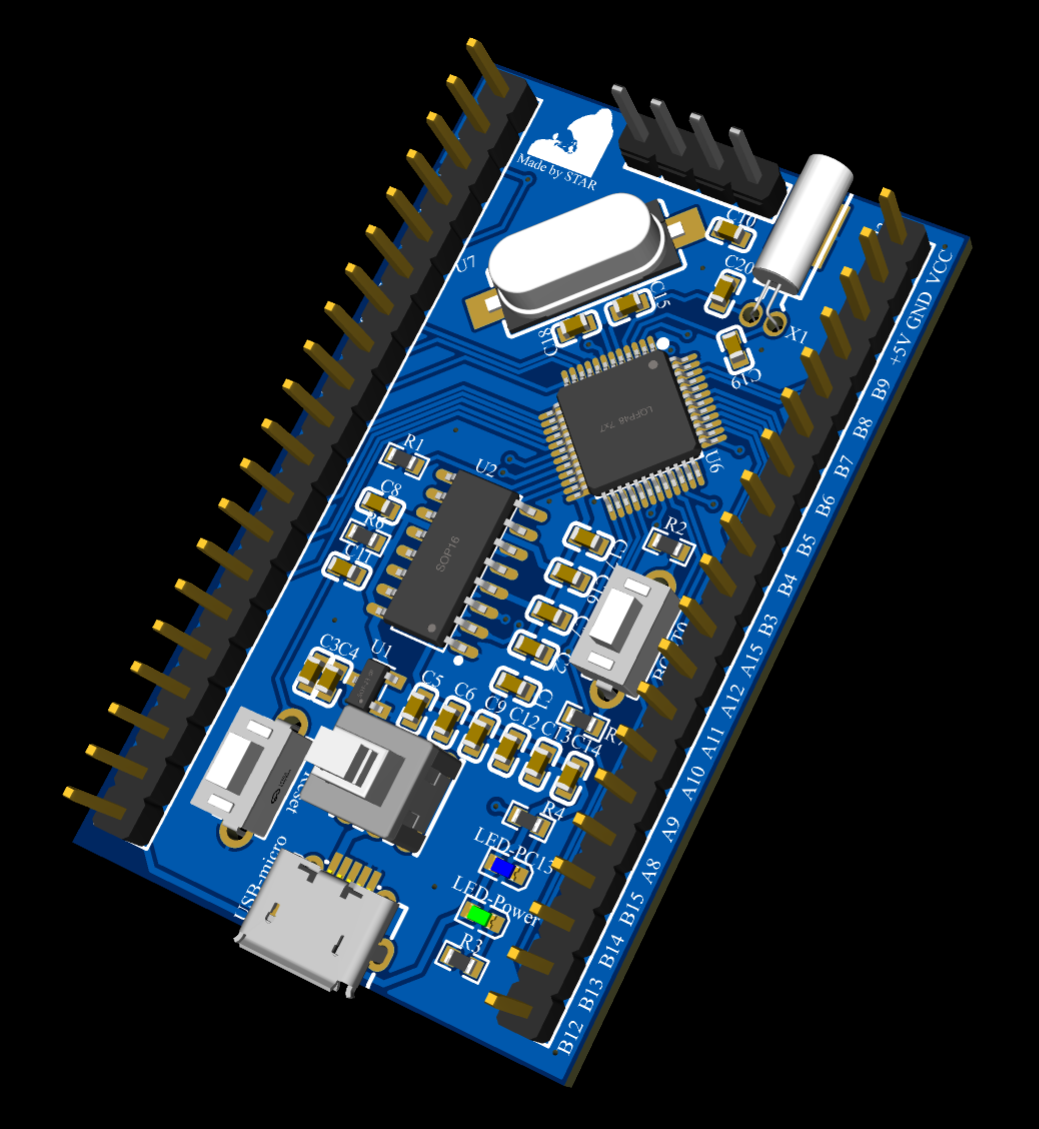 Made by STAR
U7
C10
C20
C15
C18
X1
C19
VCC
GND
+5V
B9
B8
B7
B6
B5
B4
B3
A15
A12
A11
A10
A9
A8
B15
B14
B13
B12
LQFP48 7x7
U6
R1
U2
C8
R6
C11
SOP16
R2
C17
C3C4
U1
C5
C6
C9
C12
C13
C14
Reset
R4
LED-PC13
USB-micro
LED-Power
R3